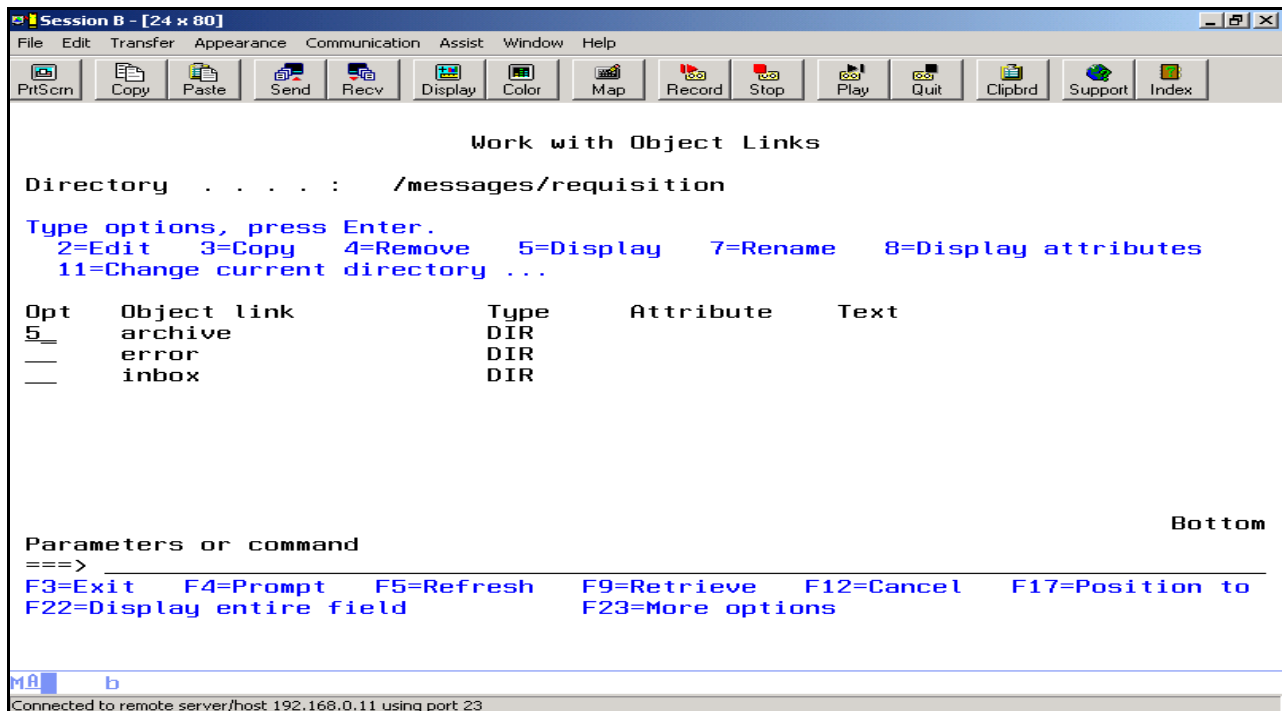 Session B - [24 x 80]
File Edit Transfer Appearance Communication Assist Window Help
PrtScrn Copy Paste Send Recv Display Color Map Record Stop Play Quit Clipbrd Support Index
Work with Object Links
Directory . . . . : /messages/requisition
Type options, press Enter.
2=Edit 3=Copy 4=Remove 5=Display 7=Rename 8=Display attributes
11=Change current directory ...
Opt Object link Type Attribute Text
5_ archive DIR
__ error DIR
__ inbox DIR
Bottom
Parameters or command
===>
F3=Exit F4=Prompt F5=Refresh F9=Retrieve F12=Cancel F17=Position to
F22=Display entire field F23=More options
MA b
Connected to remote server/host 192.168.0.11 using port 23